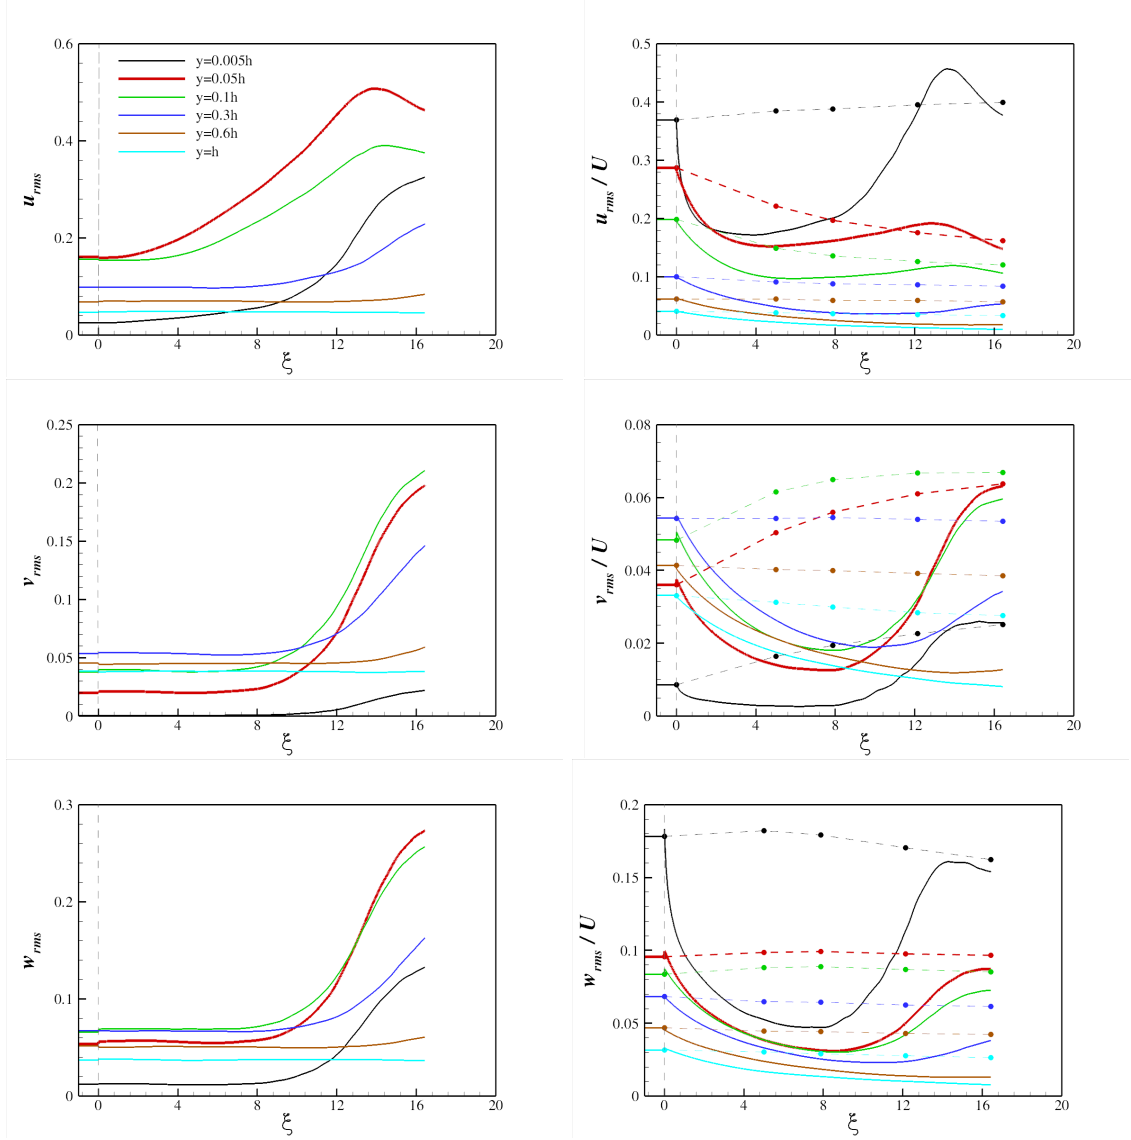 0.6
0.4
0.2
0
u_rms
y=0.005h
y=0.05h
y=0.1h
y=0.3h
y=0.6h
y=h
0 4 8 12 16 20
ξ
0.5
0.4
0.3
0.2
0.1
0
u_rms / U
0 4 8 12 16 20
ξ
0.25
0.2
0.15
0.1
0.05
0
v_rms
0 4 8 12 16 20
ξ
0.08
0.06
0.04
0.02
0
v_rms / U
0 4 8 12 16 20
ξ
0.3
0.2
0.1
0
w_rms
0 4 8 12 16 20
ξ
0.2
0.15
0.1
0.05
0
w_rms / U
0 4 8 12 16 20
ξ